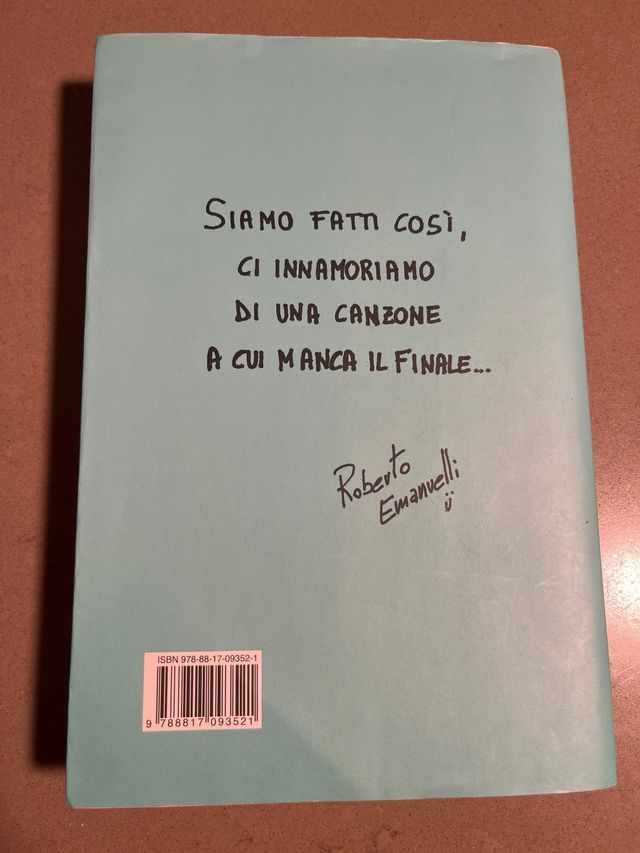 SIAMO FATTI COSÌ,
CI INNAMORIAMO
DI UNA CANZONE
A CUI MANCA IL FINALE...
Roberto
Emanuelli
ISBN 978-88-17-09352-1
9 788817 093521